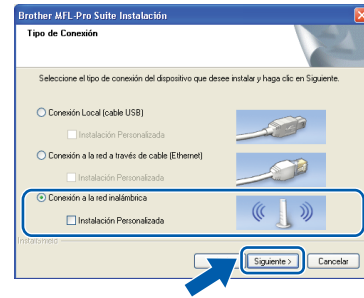 Brother MFL-Pro Suite Instalación
Tipo de Conexión
Seleccione el tipo de conexión del dispositivo que desee instalar y haga clic en Siguiente.
Conexión Local (cable USB)
Instalación Personalizada
Conexión a la red a través de cable (Ethernet)
Instalación Personalizada
Conexión a la red inalámbrica
Instalación Personalizada
InstallShield
Siguiente > Cancelar